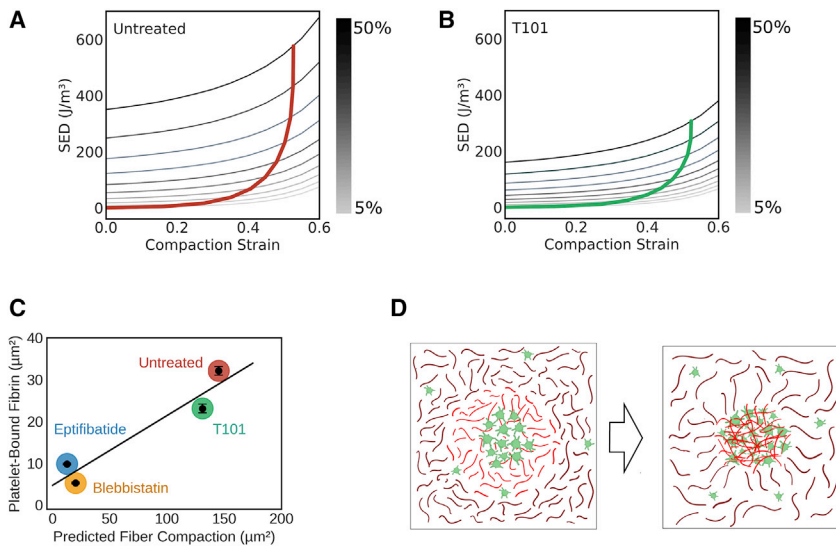 A
Untreated
SED (J/m³)
600
400
200
0
0.0
0.2
0.4
0.6
Compaction Strain
50%
5%
B
T101
SED (J/m³)
600
400
200
0
0.0
0.2
0.4
0.6
Compaction Strain
50%
5%
C
Platelet-Bound Fibrin (µm²)
40
30
20
10
0
Untreated
T101
Eptifibatide
Blebbistatin
0
50
100
150
200
Predicted Fiber Compaction (µm²)
D